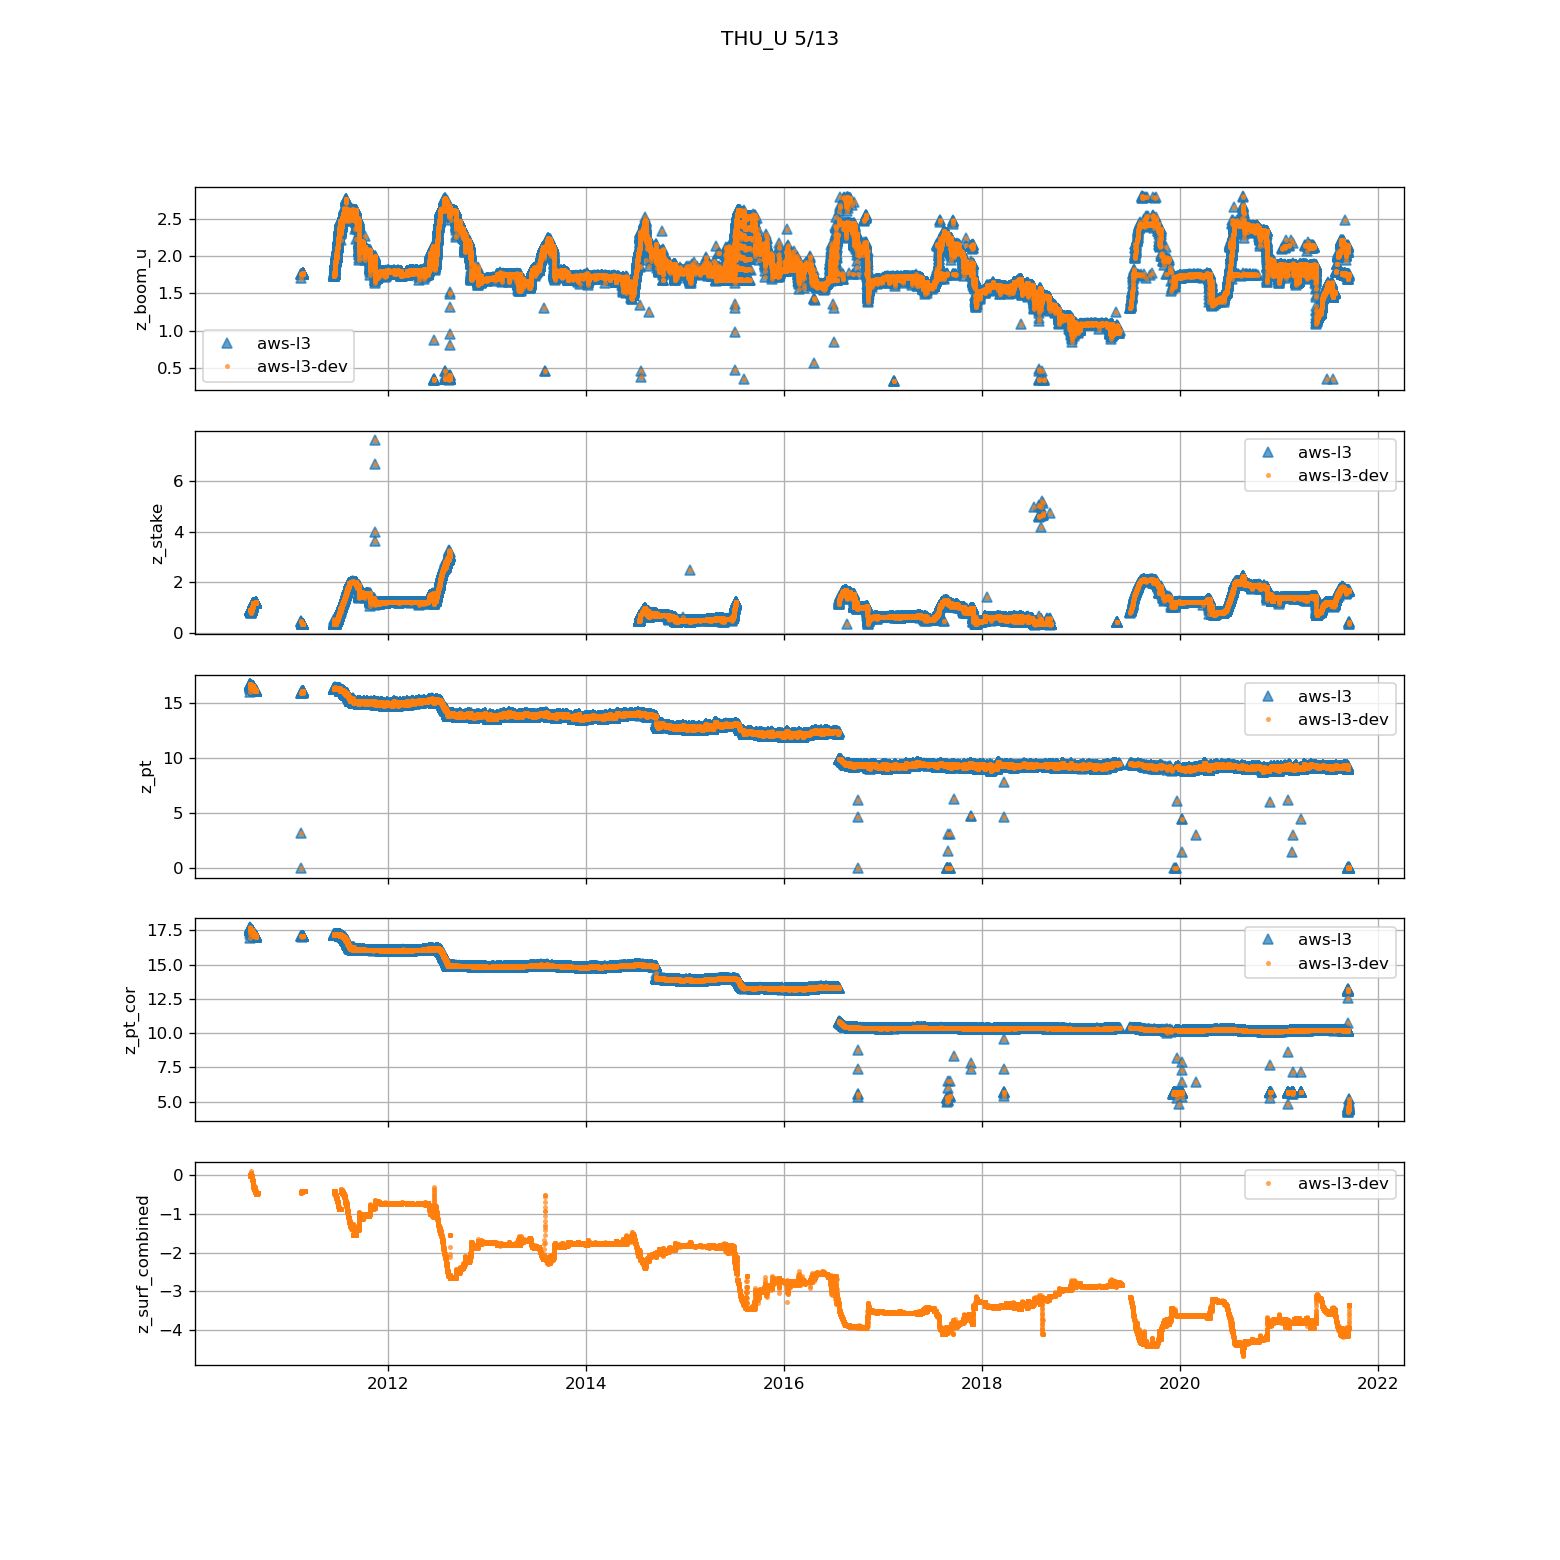 THU_U 5/13
z_boom_u
2.5
2.0
1.5
1.0
0.5
aws-l3
aws-l3-dev
z_stake
6
4
2
0
aws-l3
aws-l3-dev
z_pt
15
10
5
0
aws-l3
aws-l3-dev
z_pt_cor
17.5
15.0
12.5
10.0
7.5
5.0
aws-l3
aws-l3-dev
z_surf_combined
0
−1
−2
−3
−4
aws-l3-dev
2012
2014
2016
2018
2020
2022